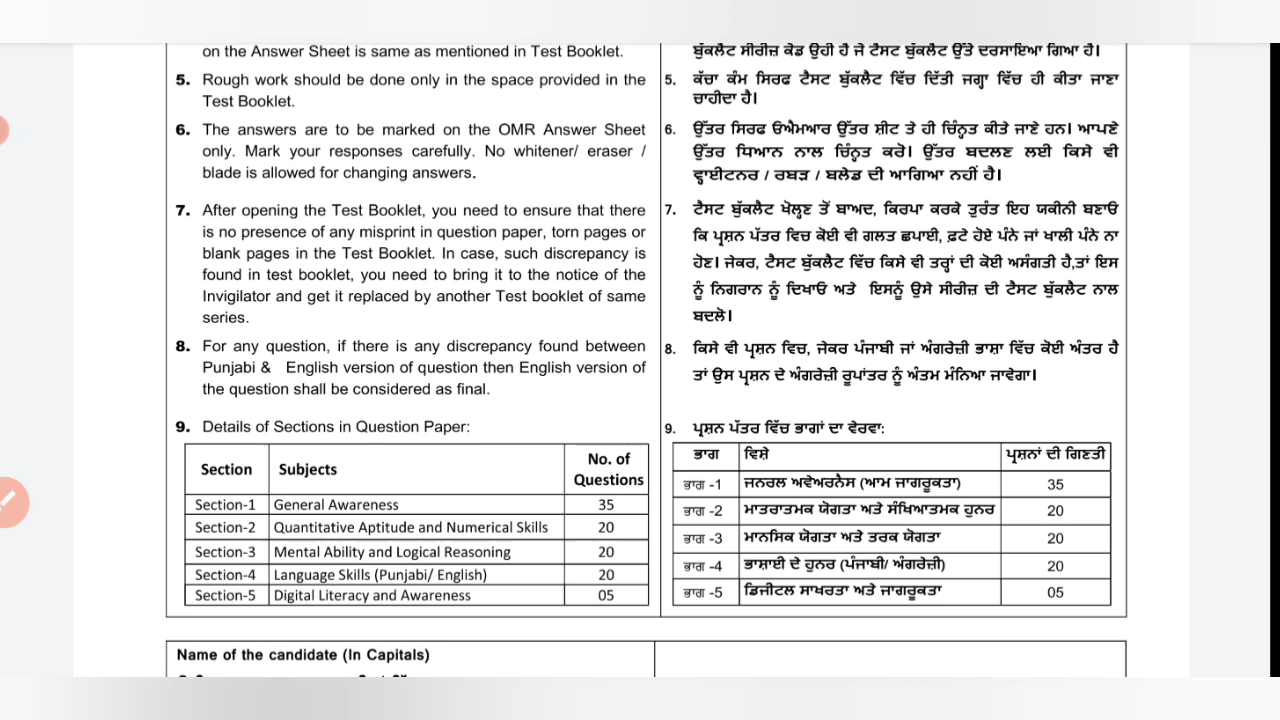 on the Answer Sheet is same as mentioned in Test Booklet.
5. Rough work should be done only in the space provided in the
Test Booklet.
6. The answers are to be marked on the OMR Answer Sheet
only. Mark your responses carefully. No whitener/ eraser /
blade is allowed for changing answers.
7. After opening the Test Booklet, you need to ensure that there
is no presence of any misprint in question paper, torn pages or
blank pages in the Test Booklet. In case, such discrepancy is
found in test booklet, you need to bring it to the notice of the
Invigilator and get it replaced by another Test booklet of same
series.
8. For any question, if there is any discrepancy found between
Punjabi & English version of question then English version of
the question shall be considered as final.
9. Details of Sections in Question Paper:
Section Subjects No. of
Questions
Section-1 General Awareness 35
Section-2 Quantitative Aptitude and Numerical Skills 20
Section-3 Mental Ability and Logical Reasoning 20
Section-4 Language Skills (Punjabi/ English) 20
Section-5 Digital Literacy and Awareness 05
ਬੁੱਕਲੈਟ ਸੀਰੀਜ਼ ਕੋਡ ਉਹੀ ਹੈ ਜੋ ਟੈਸਟ ਬੁੱਕਲੈਟ ਉੱਤੇ ਦਰਸਾਇਆ ਗਿਆ ਹੈ।
5. ਕੱਚਾ ਕੰਮ ਸਿਰਫ ਟੈਸਟ ਬੁੱਕਲੈਟ ਵਿੱਚ ਦਿੱਤੀ ਜਗ੍ਹਾ ਵਿੱਚ ਹੀ ਕੀਤਾ ਜਾਣਾ
ਚਾਹੀਦਾ ਹੈ।
6. ਉੱਤਰ ਸਿਰਫ ਓਐਮਆਰ ਉੱਤਰ ਸ਼ੀਟ ਤੇ ਹੀ ਚਿੰਨ੍ਹਤ ਕੀਤੇ ਜਾਣੇ ਹਨ। ਆਪਣੇ
ਉੱਤਰ ਧਿਆਨ ਨਾਲ ਚਿੰਨ੍ਹਤ ਕਰੋ। ਉੱਤਰ ਬਦਲਣ ਲਈ ਕਿਸੇ ਵੀ
ਵ੍ਹਾਈਟਨਰ / ਰਬੜ / ਬਲੇਡ ਦੀ ਆਗਿਆ ਨਹੀਂ ਹੈ।
7. ਟੈਸਟ ਬੁੱਕਲੈਟ ਖੋਲ੍ਹਣ ਤੋਂ ਬਾਅਦ, ਕਿਰਪਾ ਕਰਕੇ ਤੁਰੰਤ ਇਹ ਯਕੀਨੀ ਬਣਾਓ
ਕਿ ਪ੍ਰਸ਼ਨ ਪੱਤਰ ਵਿਚ ਕੋਈ ਵੀ ਗਲਤ ਛਪਾਈ, ਫ਼ਟੇ ਹੋਏ ਪੰਨੇ ਜਾਂ ਖਾਲੀ ਪੰਨੇ ਨਾ
ਹੋਣ। ਜੇਕਰ, ਟੈਸਟ ਬੁੱਕਲੈਟ ਵਿੱਚ ਕਿਸੇ ਵੀ ਤਰ੍ਹਾਂ ਦੀ ਕੋਈ ਅਸੰਗਤੀ ਹੈ,ਤਾਂ ਇਸ
ਨੂੰ ਨਿਗਰਾਨ ਨੂੰ ਦਿਖਾਓ ਅਤੇ ਇਸਨੂੰ ਉਸੇ ਸੀਰੀਜ਼ ਦੀ ਟੈਸਟ ਬੁੱਕਲੈਟ ਨਾਲ
ਬਦਲੋ।
8. ਕਿਸੇ ਵੀ ਪ੍ਰਸ਼ਨ ਵਿਚ, ਜੇਕਰ ਪੰਜਾਬੀ ਜਾਂ ਅੰਗਰੇਜ਼ੀ ਭਾਸ਼ਾ ਵਿੱਚ ਕੋਈ ਅੰਤਰ ਹੈ
ਤਾਂ ਉਸ ਪ੍ਰਸ਼ਨ ਦੇ ਅੰਗਰੇਜ਼ੀ ਰੂਪਾਂਤਰ ਨੂੰ ਅੰਤਮ ਮੰਨਿਆ ਜਾਵੇਗਾ।
9. ਪ੍ਰਸ਼ਨ ਪੱਤਰ ਵਿੱਚ ਭਾਗਾਂ ਦਾ ਵੇਰਵਾ:
ਭਾਗ ਵਿਸ਼ੇ ਪ੍ਰਸ਼ਨਾਂ ਦੀ ਗਿਣਤੀ
ਭਾਗ -1 ਜਨਰਲ ਅਵੇਅਰਨੈਸ (ਆਮ ਜਾਗਰੂਕਤਾ) 35
ਭਾਗ -2 ਮਾਤਰਾਤਮਕ ਯੋਗਤਾ ਅਤੇ ਸੰਖਿਆਤਮਕ ਹੁਨਰ 20
ਭਾਗ -3 ਮਾਨਸਿਕ ਯੋਗਤਾ ਅਤੇ ਤਰਕ ਯੋਗਤਾ 20
ਭਾਗ -4 ਭਾਸ਼ਾਈ ਦੇ ਹੁਨਰ (ਪੰਜਾਬੀ/ ਅੰਗਰੇਜ਼ੀ) 20
ਭਾਗ -5 ਡਿਜੀਟਲ ਸਾਖਰਤਾ ਅਤੇ ਜਾਗਰੂਕਤਾ 05
Name of the candidate (In Capitals)